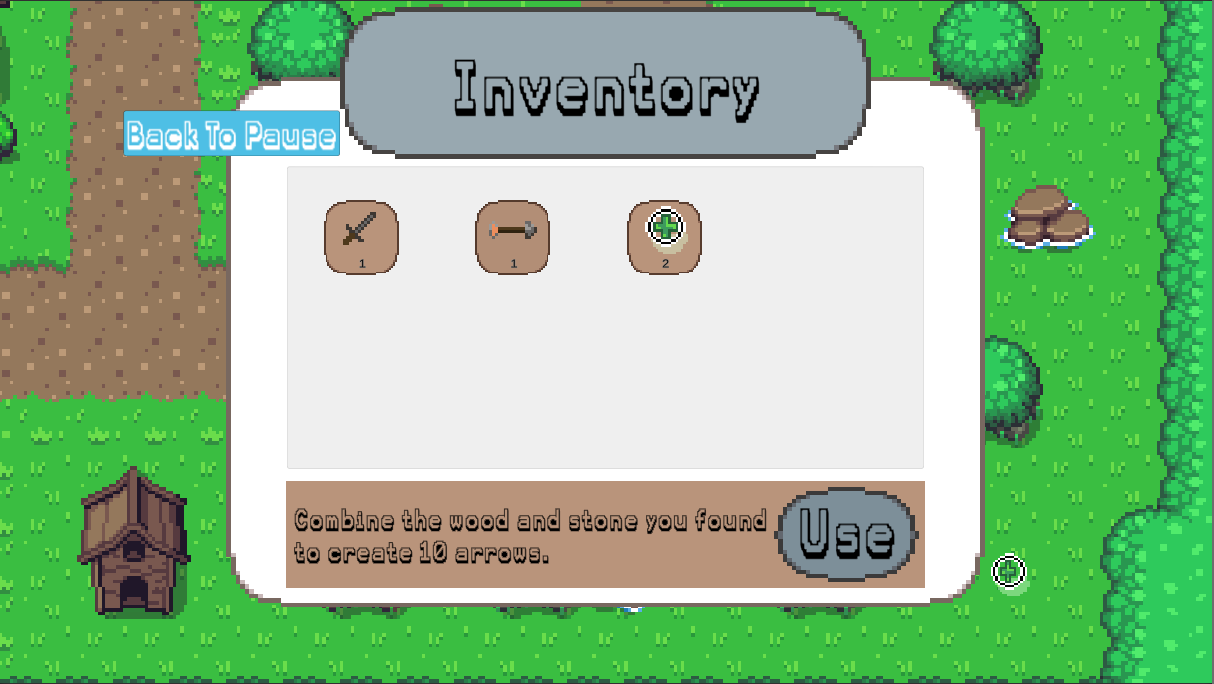 Inventory
Back To Pause
1
1
2
Combine the wood and stone you found
to create 10 arrows.
Use